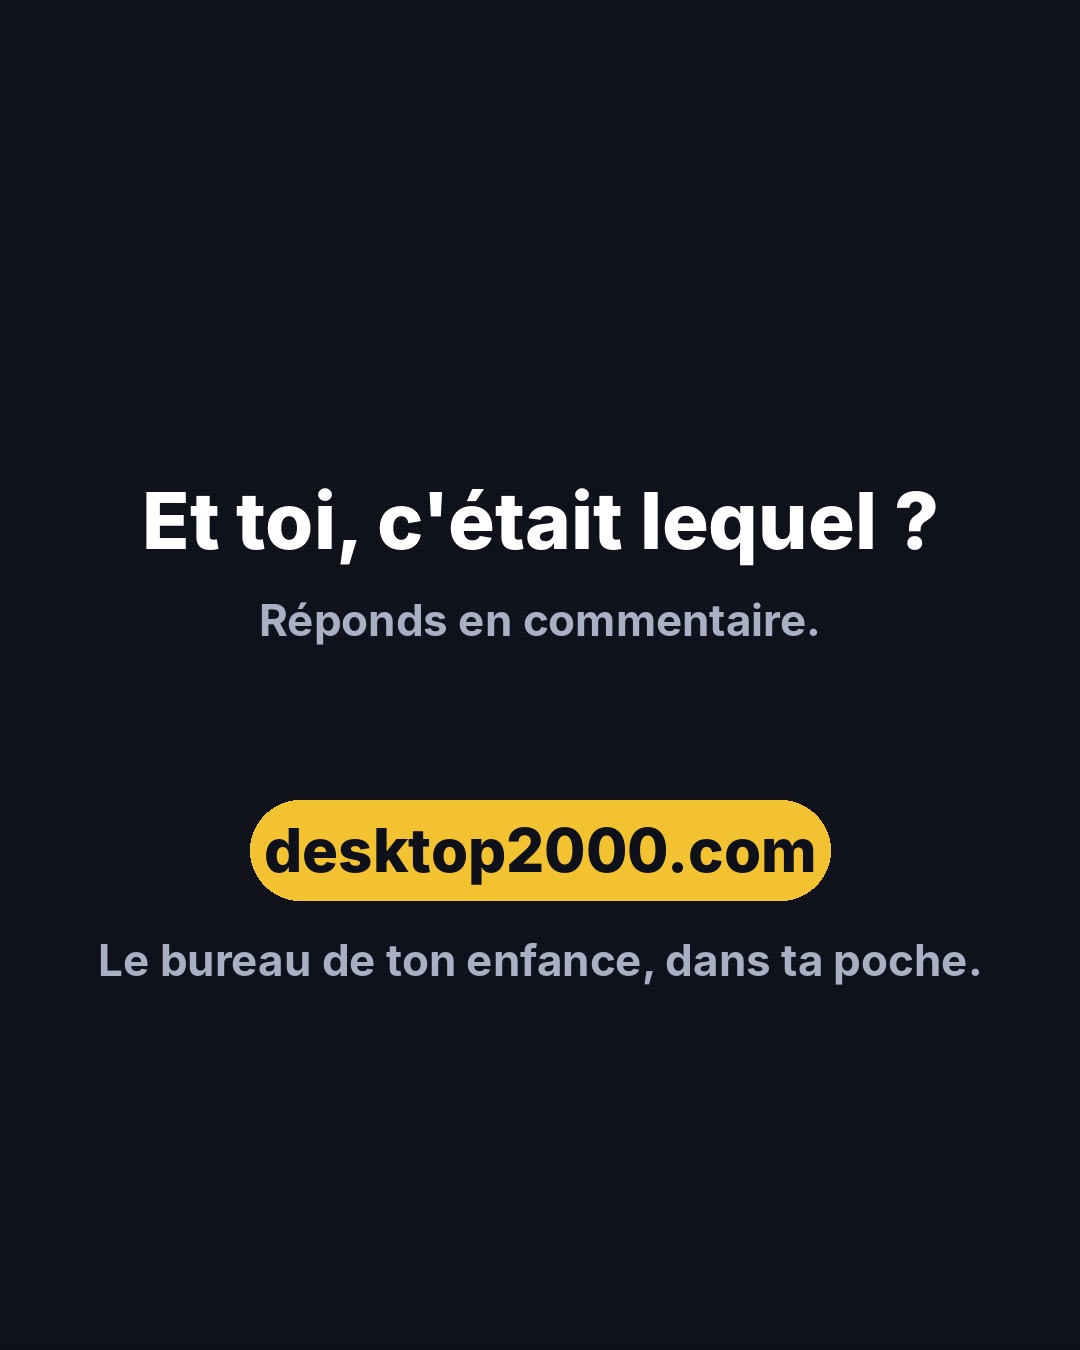 Et toi, c'était lequel ?
Réponds en commentaire.
desktop2000.com
Le bureau de ton enfance, dans ta poche.